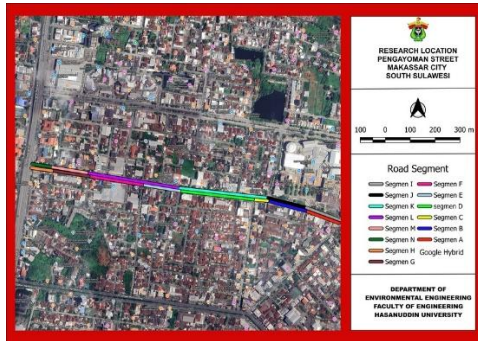 RESEARCH LOCATION
PENGAYOMAN STREET
MAKASSAR CITY
SOUTH SULAWESI
100 0 100 200 300 m
Road Segment
Segmen I Segmen F
Segmen J Segmen E
Segmen K segmen D
Segmen L Segmen C
Segmen M Segmen B
Segmen N Segmen A
Segmen H Google Hybrid
Segmen G
DEPARTMENT OF
ENVIRONMENTAL ENGINEERING
FACULTY OF ENGINEERING
HASANUDDIN UNIVERSITY